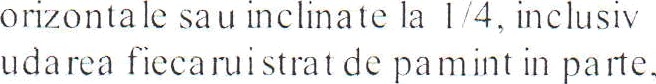 orizontale sau inclinate la 1/4, inclusiv
udarea fiecarui strat de pamint in parte.